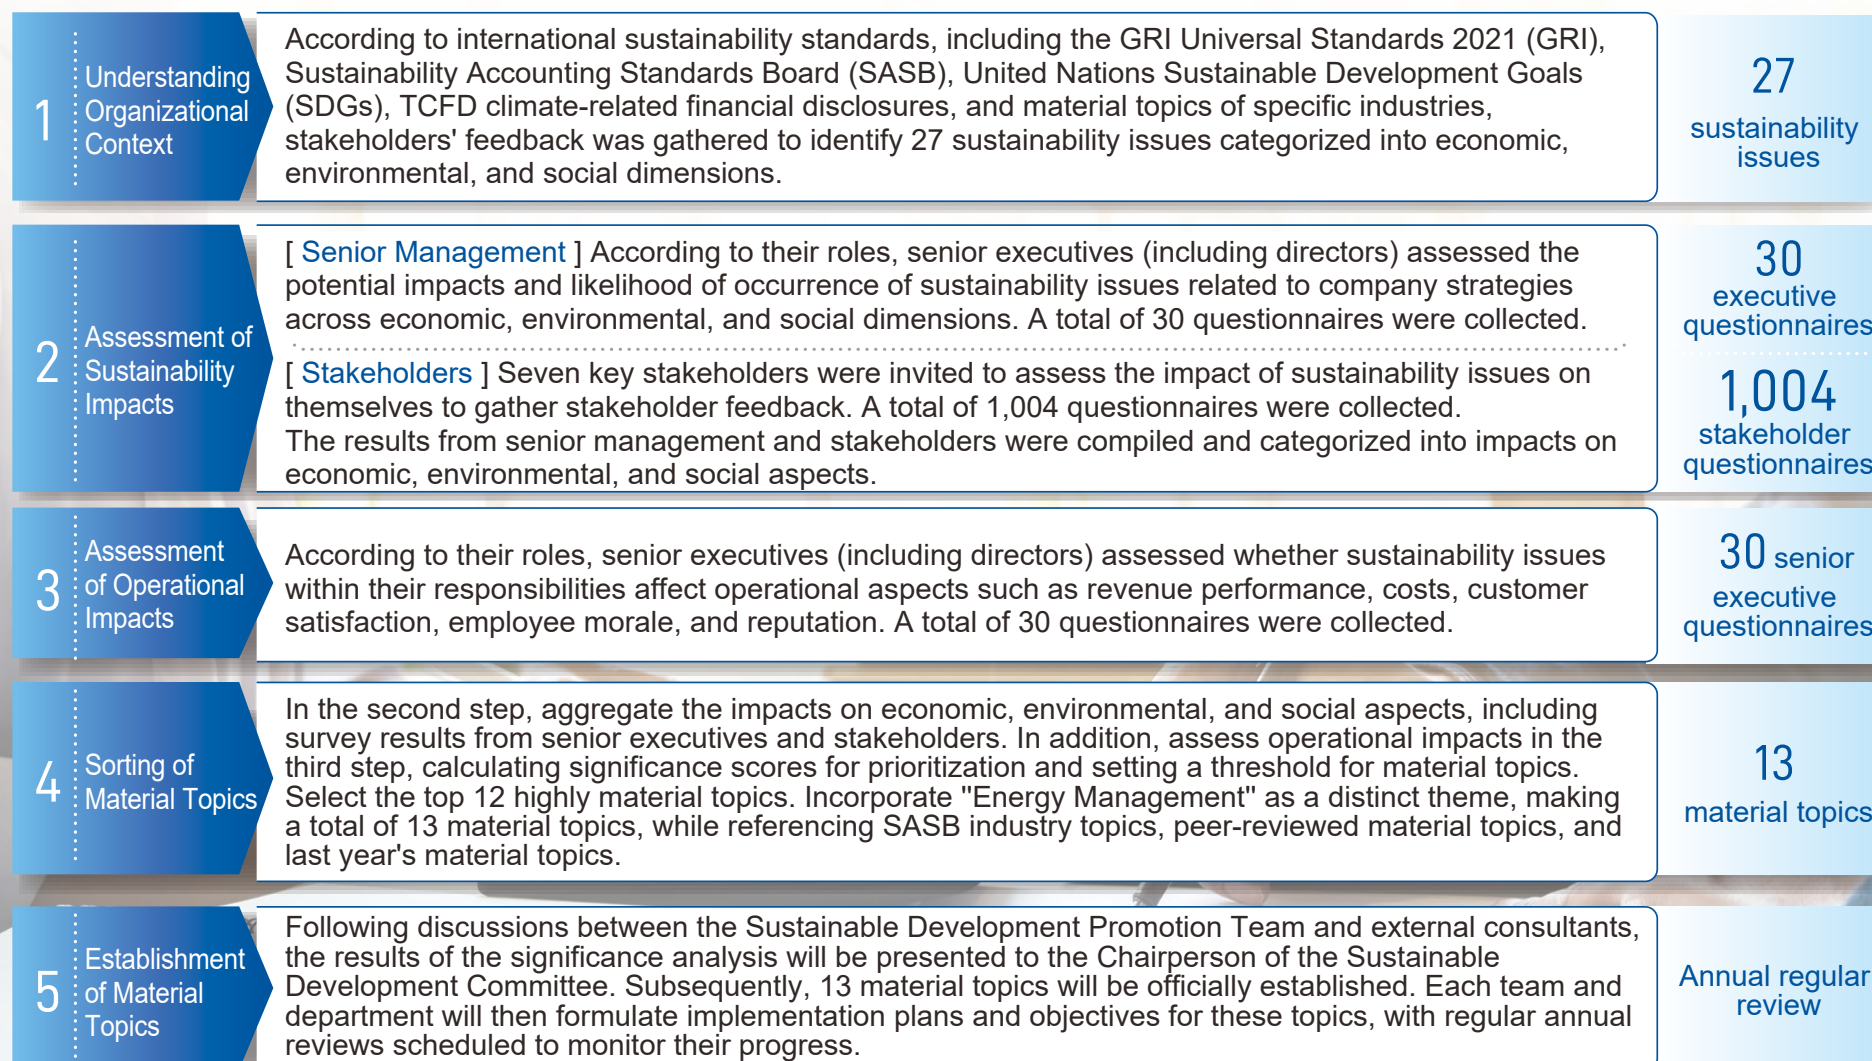 1
Understanding
Organizational
Context
According to international sustainability standards, including the GRI Universal Standards 2021 (GRI),
Sustainability Accounting Standards Board (SASB), United Nations Sustainable Development Goals
(SDGs), TCFD climate-related financial disclosures, and material topics of specific industries,
stakeholders' feedback was gathered to identify 27 sustainability issues categorized into economic,
environmental, and social dimensions.
27
sustainability
issues
2
Assessment of
Sustainability
Impacts
[ Senior Management ] According to their roles, senior executives (including directors) assessed the
potential impacts and likelihood of occurrence of sustainability issues related to company strategies
across economic, environmental, and social dimensions. A total of 30 questionnaires were collected.
[ Stakeholders ] Seven key stakeholders were invited to assess the impact of sustainability issues on
themselves to gather stakeholder feedback. A total of 1,004 questionnaires were collected.
The results from senior management and stakeholders were compiled and categorized into impacts on
economic, environmental, and social aspects.
30
executive
questionnaires
1,004
stakeholder
questionnaires
3
Assessment
of Operational
Impacts
According to their roles, senior executives (including directors) assessed whether sustainability issues
within their responsibilities affect operational aspects such as revenue performance, costs, customer
satisfaction, employee morale, and reputation. A total of 30 questionnaires were collected.
30 senior
executive
questionnaires
4
Sorting of
Material Topics
In the second step, aggregate the impacts on economic, environmental, and social aspects, including
survey results from senior executives and stakeholders. In addition, assess operational impacts in the
third step, calculating significance scores for prioritization and setting a threshold for material topics.
Select the top 12 highly material topics. Incorporate "Energy Management" as a distinct theme, making
a total of 13 material topics, while referencing SASB industry topics, peer-reviewed material topics, and
last year's material topics.
13
material topics
5
Establishment
of Material
Topics
Following discussions between the Sustainable Development Promotion Team and external consultants,
the results of the significance analysis will be presented to the Chairperson of the Sustainable
Development Committee. Subsequently, 13 material topics will be officially established. Each team and
department will then formulate implementation plans and objectives for these topics, with regular annual
reviews scheduled to monitor their progress.
Annual regular
review